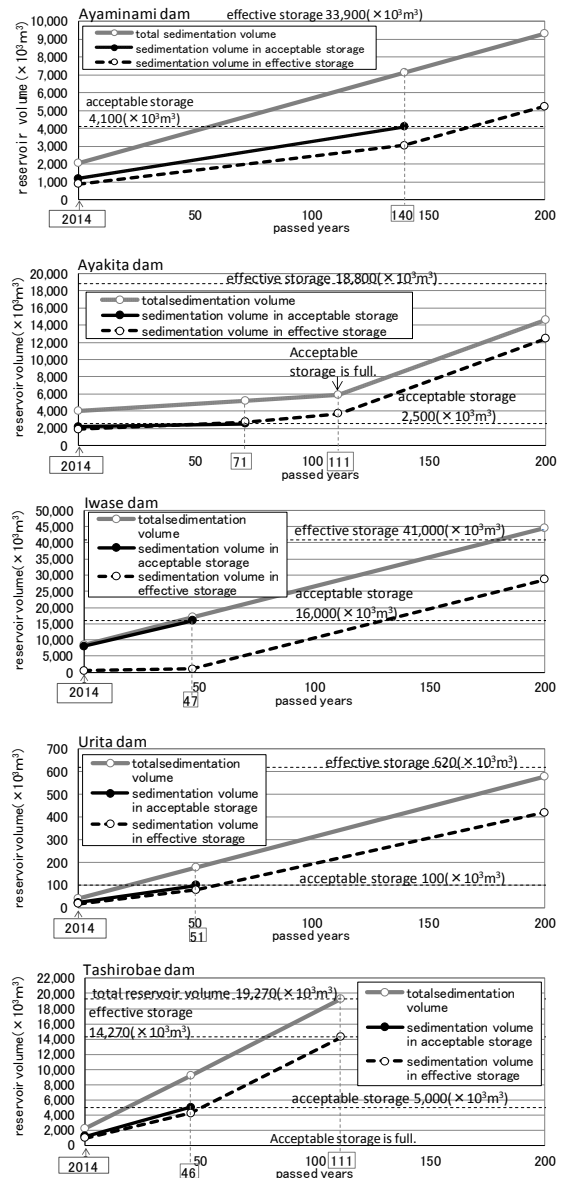 Ayaminami dam
effective storage 33,900(×10³m³)
10,000
9,000
8,000
7,000
6,000
5,000
4,000
3,000
2,000
1,000
0
reservoir volume(×10³m³)
total sedimentation volume
sedimentation volume in acceptable storage
sedimentation volume in effective storage
acceptable storage
4,100(×10³m³)
2014
50
100
140
150
200
passed years
Ayakita dam
20,000
18,000
16,000
14,000
12,000
10,000
8,000
6,000
4,000
2,000
0
reservoir volume(×10³m³)
effective storage 18,800(×10³m³)
totalsedimentation volume
sedimentation volume in acceptable storage
sedimentation volume in effective storage
Acceptable
storage is full.
acceptable storage
2,500(×10³m³)
2014
50
71
100
111
150
200
passed years
Iwase dam
50,000
45,000
40,000
35,000
30,000
25,000
20,000
15,000
10,000
5,000
0
reservoir volume(×10³m³)
totalsedimentation
volume
sedimentation volume in
acceptable storage
sedimentation volume in
effective storage
effective storage 41,000(×10³m³)
acceptable storage
16,000(×10³m³)
2014
50
47
100
150
200
passed years
Urita dam
700
600
500
400
300
200
100
0
reservoir volume(×10³m³)
totalsedimentation
volume
sedimentation volume
in acceptable storage
sedimentation volume
in effective storage
effective storage 620(×10³m³)
acceptable storage 100(×10³m³)
2014
50
51
100
150
200
passed years
Tashirobae dam
22,000
20,000
18,000
16,000
14,000
12,000
10,000
8,000
6,000
4,000
2,000
0
reservoir volume(×10³m³)
total reservoir volume 19,270(×10³m³)
effective storage
14,270(×10³m³)
totalsedimentation
volume
sedimentation volume
in acceptable storage
sedimentation volume
in effective storage
acceptable storage 5,000(×10³m³)
Acceptable storage is full.
2014
50
46
100
111
150
200
passed years